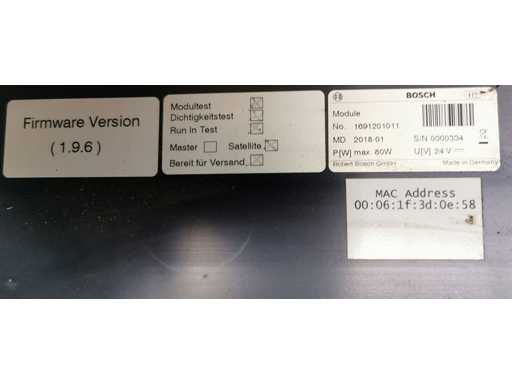 Firmware Version
( 1.9.6 )
Modultest
Dichtigkeitstest
Run In Test
Master Satellite
Bereit für Versand
BOSCH
Module
No. 1691201011
MD 2018-01 S/N 0000334
P[W] max. 80W U[V] 24 V
Robert Bosch GmbH Made in Germany
MAC Address
00:06:1f:3d:0e:58